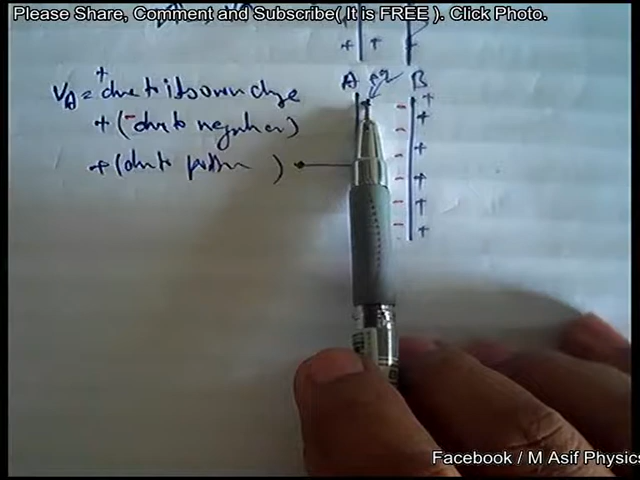 Please Share, Comment and Subscribe( It is FREE ). Click Photo.
+ +
A B
V_A = + due to its own charge
+ (- due to negative)
+ (due to positive)
- +
- +
- +
- +
- +
- +
Facebook / M Asif Physics